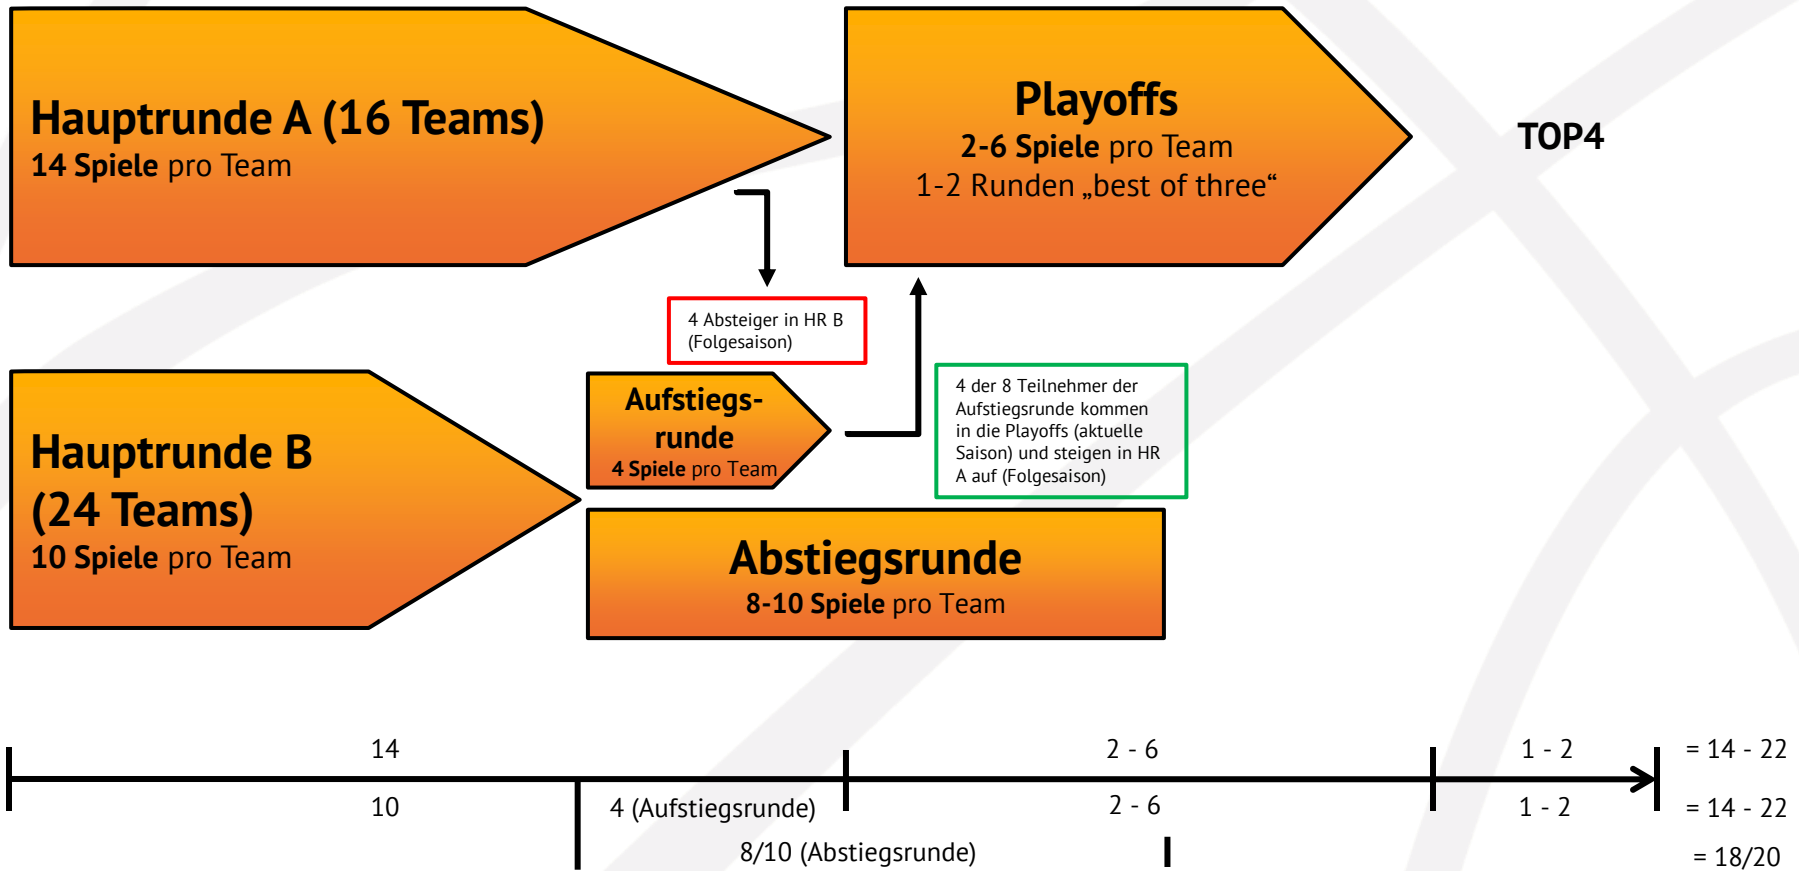 Hauptrunde A (16 Teams)
14 Spiele pro Team
Playoffs
2-6 Spiele pro Team
1-2 Runden „best of three“
TOP4
4 Absteiger in HR B
(Folgesaison)
Hauptrunde B
(24 Teams)
10 Spiele pro Team
Aufstiegs-
runde
4 Spiele pro Team
4 der 8 Teilnehmer der
Aufstiegsrunde kommen
in die Playoffs (aktuelle
Saison) und steigen in HR
A auf (Folgesaison)
Abstiegsrunde
8-10 Spiele pro Team
14
2 - 6
1 - 2
= 14 - 22
10
4 (Aufstiegsrunde)
2 - 6
1 - 2
= 14 - 22
8/10 (Abstiegsrunde)
= 18/20